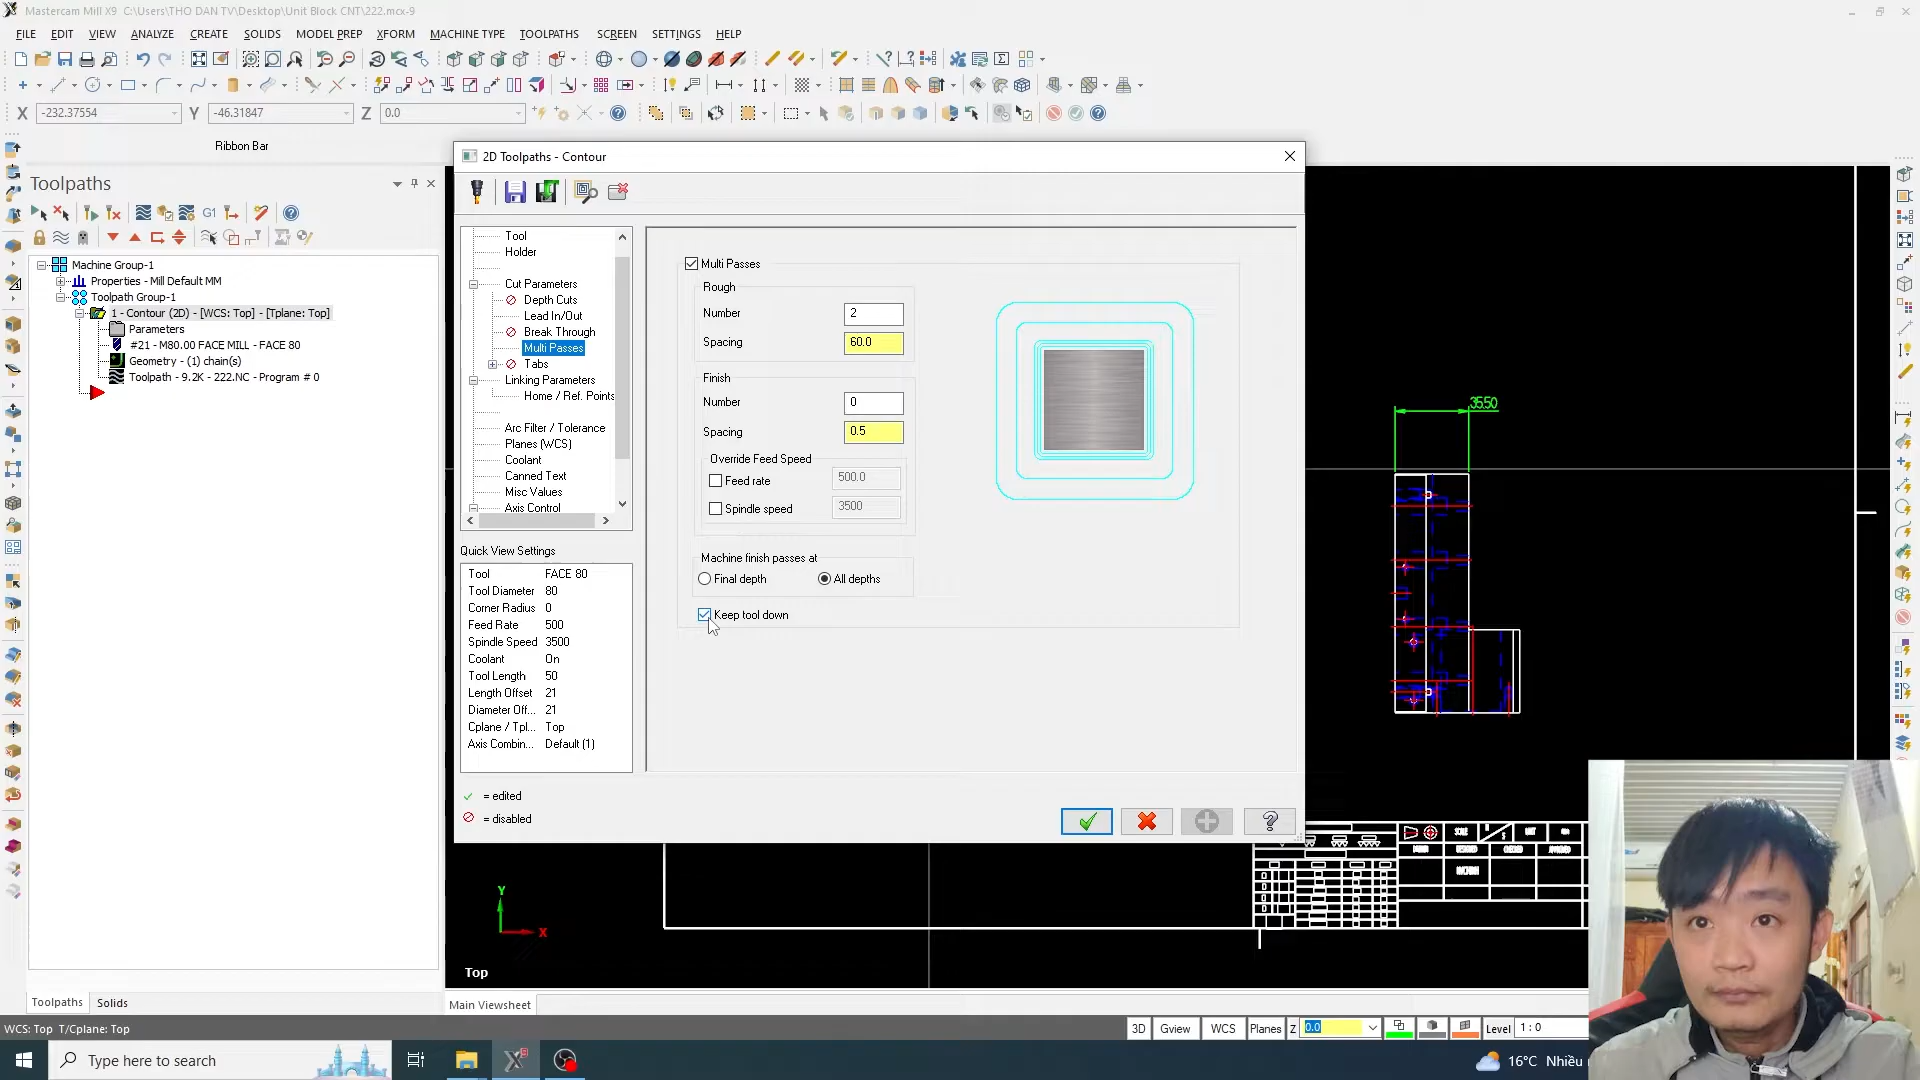 Mastercam Mill X9 C:\Users\THO DAN TV\Desktop\Unit Block CNT\222.mcx-9
FILE EDIT VIEW ANALYZE CREATE SOLIDS MODEL PREP XFORM MACHINE TYPE TOOLPATHS SCREEN SETTINGS HELP
X -232.37554 Y -46.31847 Z 0.0
Ribbon Bar
Toolpaths
G1
Machine Group-1
Properties - Mill Default MM
Toolpath Group-1
1 - Contour (2D) - [WCS: Top] - [Tplane: Top]
Parameters
#21 - M80.00 FACE MILL - FACE 80
Geometry - (1) chain(s)
Toolpath - 9.2K - 222.NC - Program # 0
2D Toolpaths - Contour
Tool
Holder
Cut Parameters
Depth Cuts
Lead In/Out
Break Through
Multi Passes
Tabs
Linking Parameters
Home / Ref. Points
Arc Filter / Tolerance
Planes (WCS)
Coolant
Canned Text
Misc Values
Axis Control
Quick View Settings
Tool FACE 80
Tool Diameter 80
Corner Radius 0
Feed Rate 500
Spindle Speed 3500
Coolant On
Tool Length 50
Length Offset 21
Diameter Off... 21
Cplane / Tpl... Top
Axis Combin... Default (1)
= edited
= disabled
Multi Passes
Rough
Number 2
Spacing 60.0
Finish
Number 0
Spacing 0.5
Override Feed Speed
Feed rate 500.0
Spindle speed 3500
Machine finish passes at
Final depth All depths
Keep tool down
35.50
SCALE UNIT
Y
X
Top
Toolpaths Solids
Main Viewsheet
WCS: Top T/Cplane: Top
3D Gview WCS Planes Z 0.0 Level 1 : 0
Type here to search
16°C Nhiều